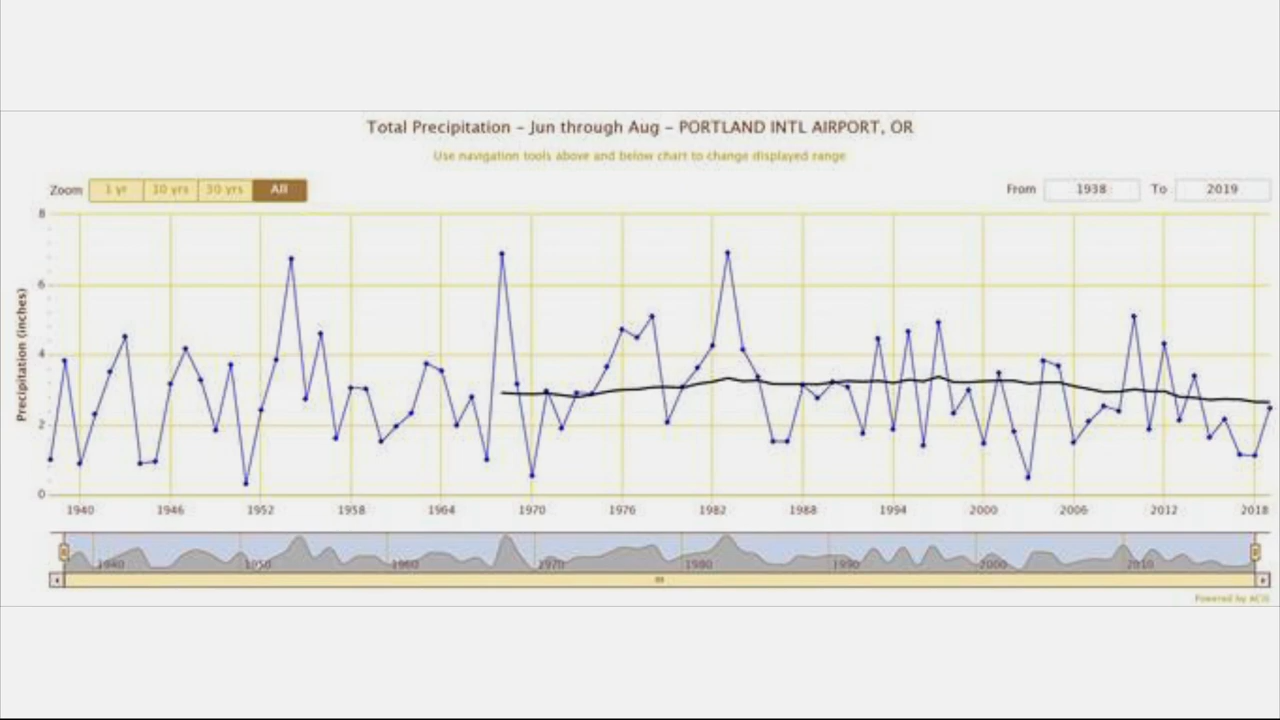 Total Precipitation – Jun through Aug – PORTLAND INTL AIRPORT, OR
Use navigation tools above and below chart to change displayed range
Zoom 1 yr 10 yrs 30 yrs All From 1938 To 2019
Precipitation (inches)
8
6
4
2
0
1940 1946 1952 1958 1964 1970 1976 1982 1988 1994 2000 2006 2012 2018
1940 1950 1960 1970 1980 1990 2000 2010
Powered by ACIS